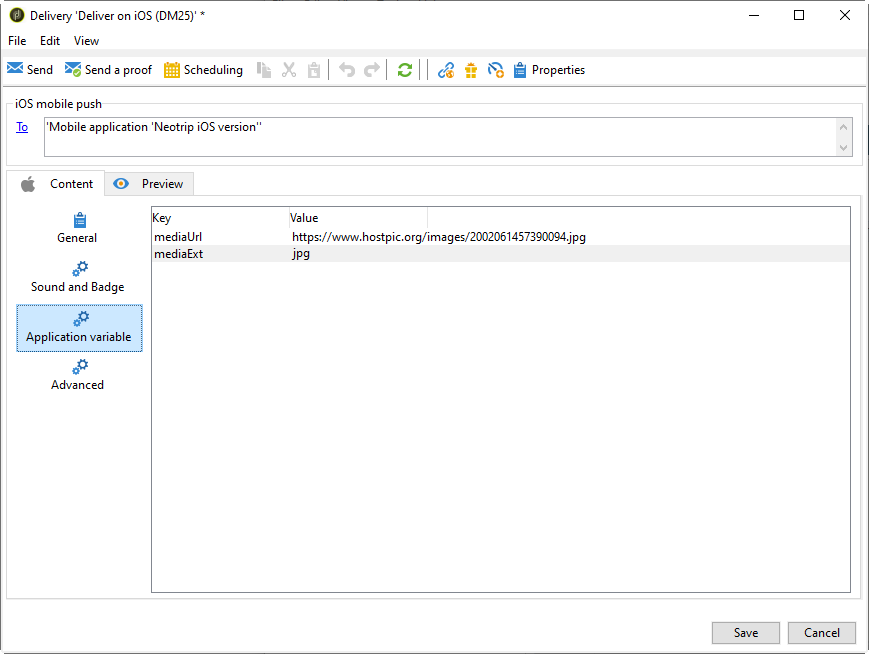 Delivery 'Deliver on iOS (DM25)' *
File Edit View
Send Send a proof Scheduling Properties
iOS mobile push
To 'Mobile application 'Neotrip iOS version''
Content Preview
General
Sound and Badge
Application variable
Advanced
Key Value
mediaUrl https://www.hostpic.org/images/2002061457390094.jpg
mediaExt jpg
Save Cancel